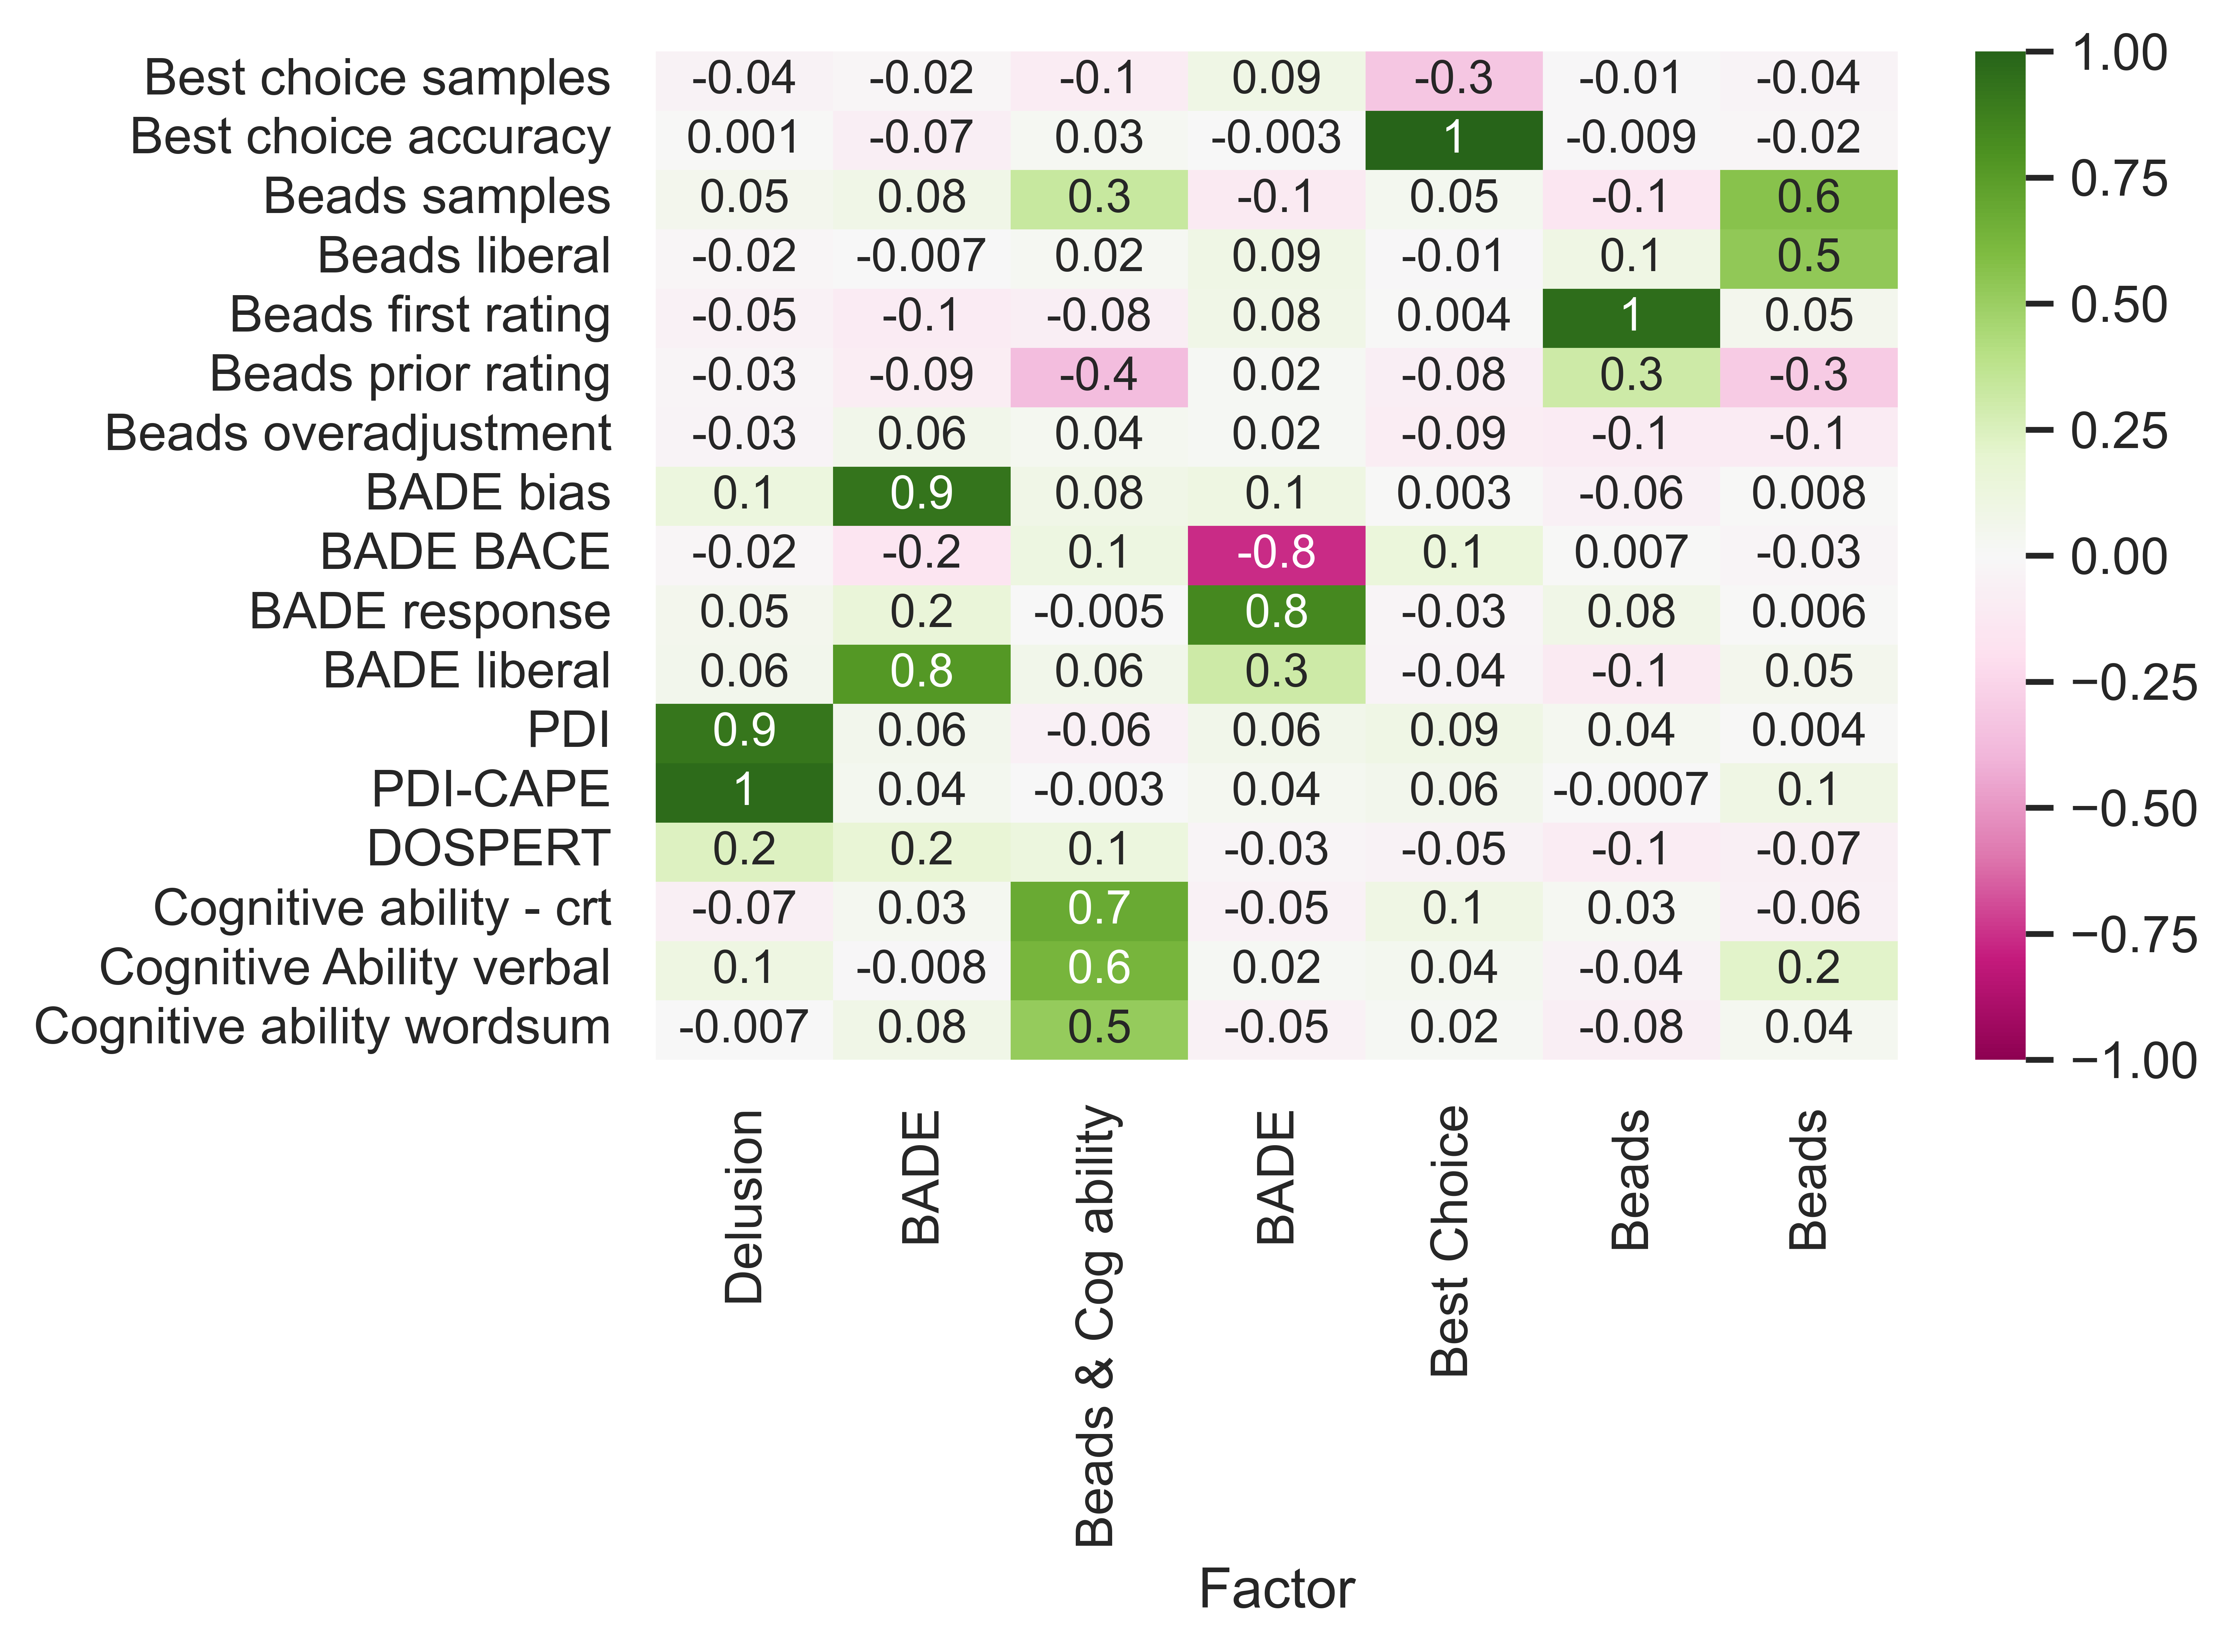 Best choice samples -0.04 -0.02 -0.1 0.09 -0.3 -0.01 -0.04
Best choice accuracy 0.001 -0.07 0.03 -0.003 1 -0.009 -0.02
Beads samples 0.05 0.08 0.3 -0.1 0.05 -0.1 0.6
Beads liberal -0.02 -0.007 0.02 0.09 -0.01 0.1 0.5
Beads first rating -0.05 -0.1 -0.08 0.08 0.004 1 0.05
Beads prior rating -0.03 -0.09 -0.4 0.02 -0.08 0.3 -0.3
Beads overadjustment -0.03 0.06 0.04 0.02 -0.09 -0.1 -0.1
BADE bias 0.1 0.9 0.08 0.1 0.003 -0.06 0.008
BADE BACE -0.02 -0.2 0.1 -0.8 0.1 0.007 -0.03
BADE response 0.05 0.2 -0.005 0.8 -0.03 0.08 0.006
BADE liberal 0.06 0.8 0.06 0.3 -0.04 -0.1 0.05
PDI 0.9 0.06 -0.06 0.06 0.09 0.04 0.004
PDI-CAPE 1 0.04 -0.003 0.04 0.06 -0.0007 0.1
DOSPERT 0.2 0.2 0.1 -0.03 -0.05 -0.1 -0.07
Cognitive ability - crt -0.07 0.03 0.7 -0.05 0.1 0.03 -0.06
Cognitive Ability verbal 0.1 -0.008 0.6 0.02 0.04 -0.04 0.2
Cognitive ability wordsum -0.007 0.08 0.5 -0.05 0.02 -0.08 0.04
Delusion
BADE
Beads & Cog ability
BADE
Best Choice
Beads
Beads
Factor
1.00
0.75
0.50
0.25
0.00
−0.25
−0.50
−0.75
−1.00